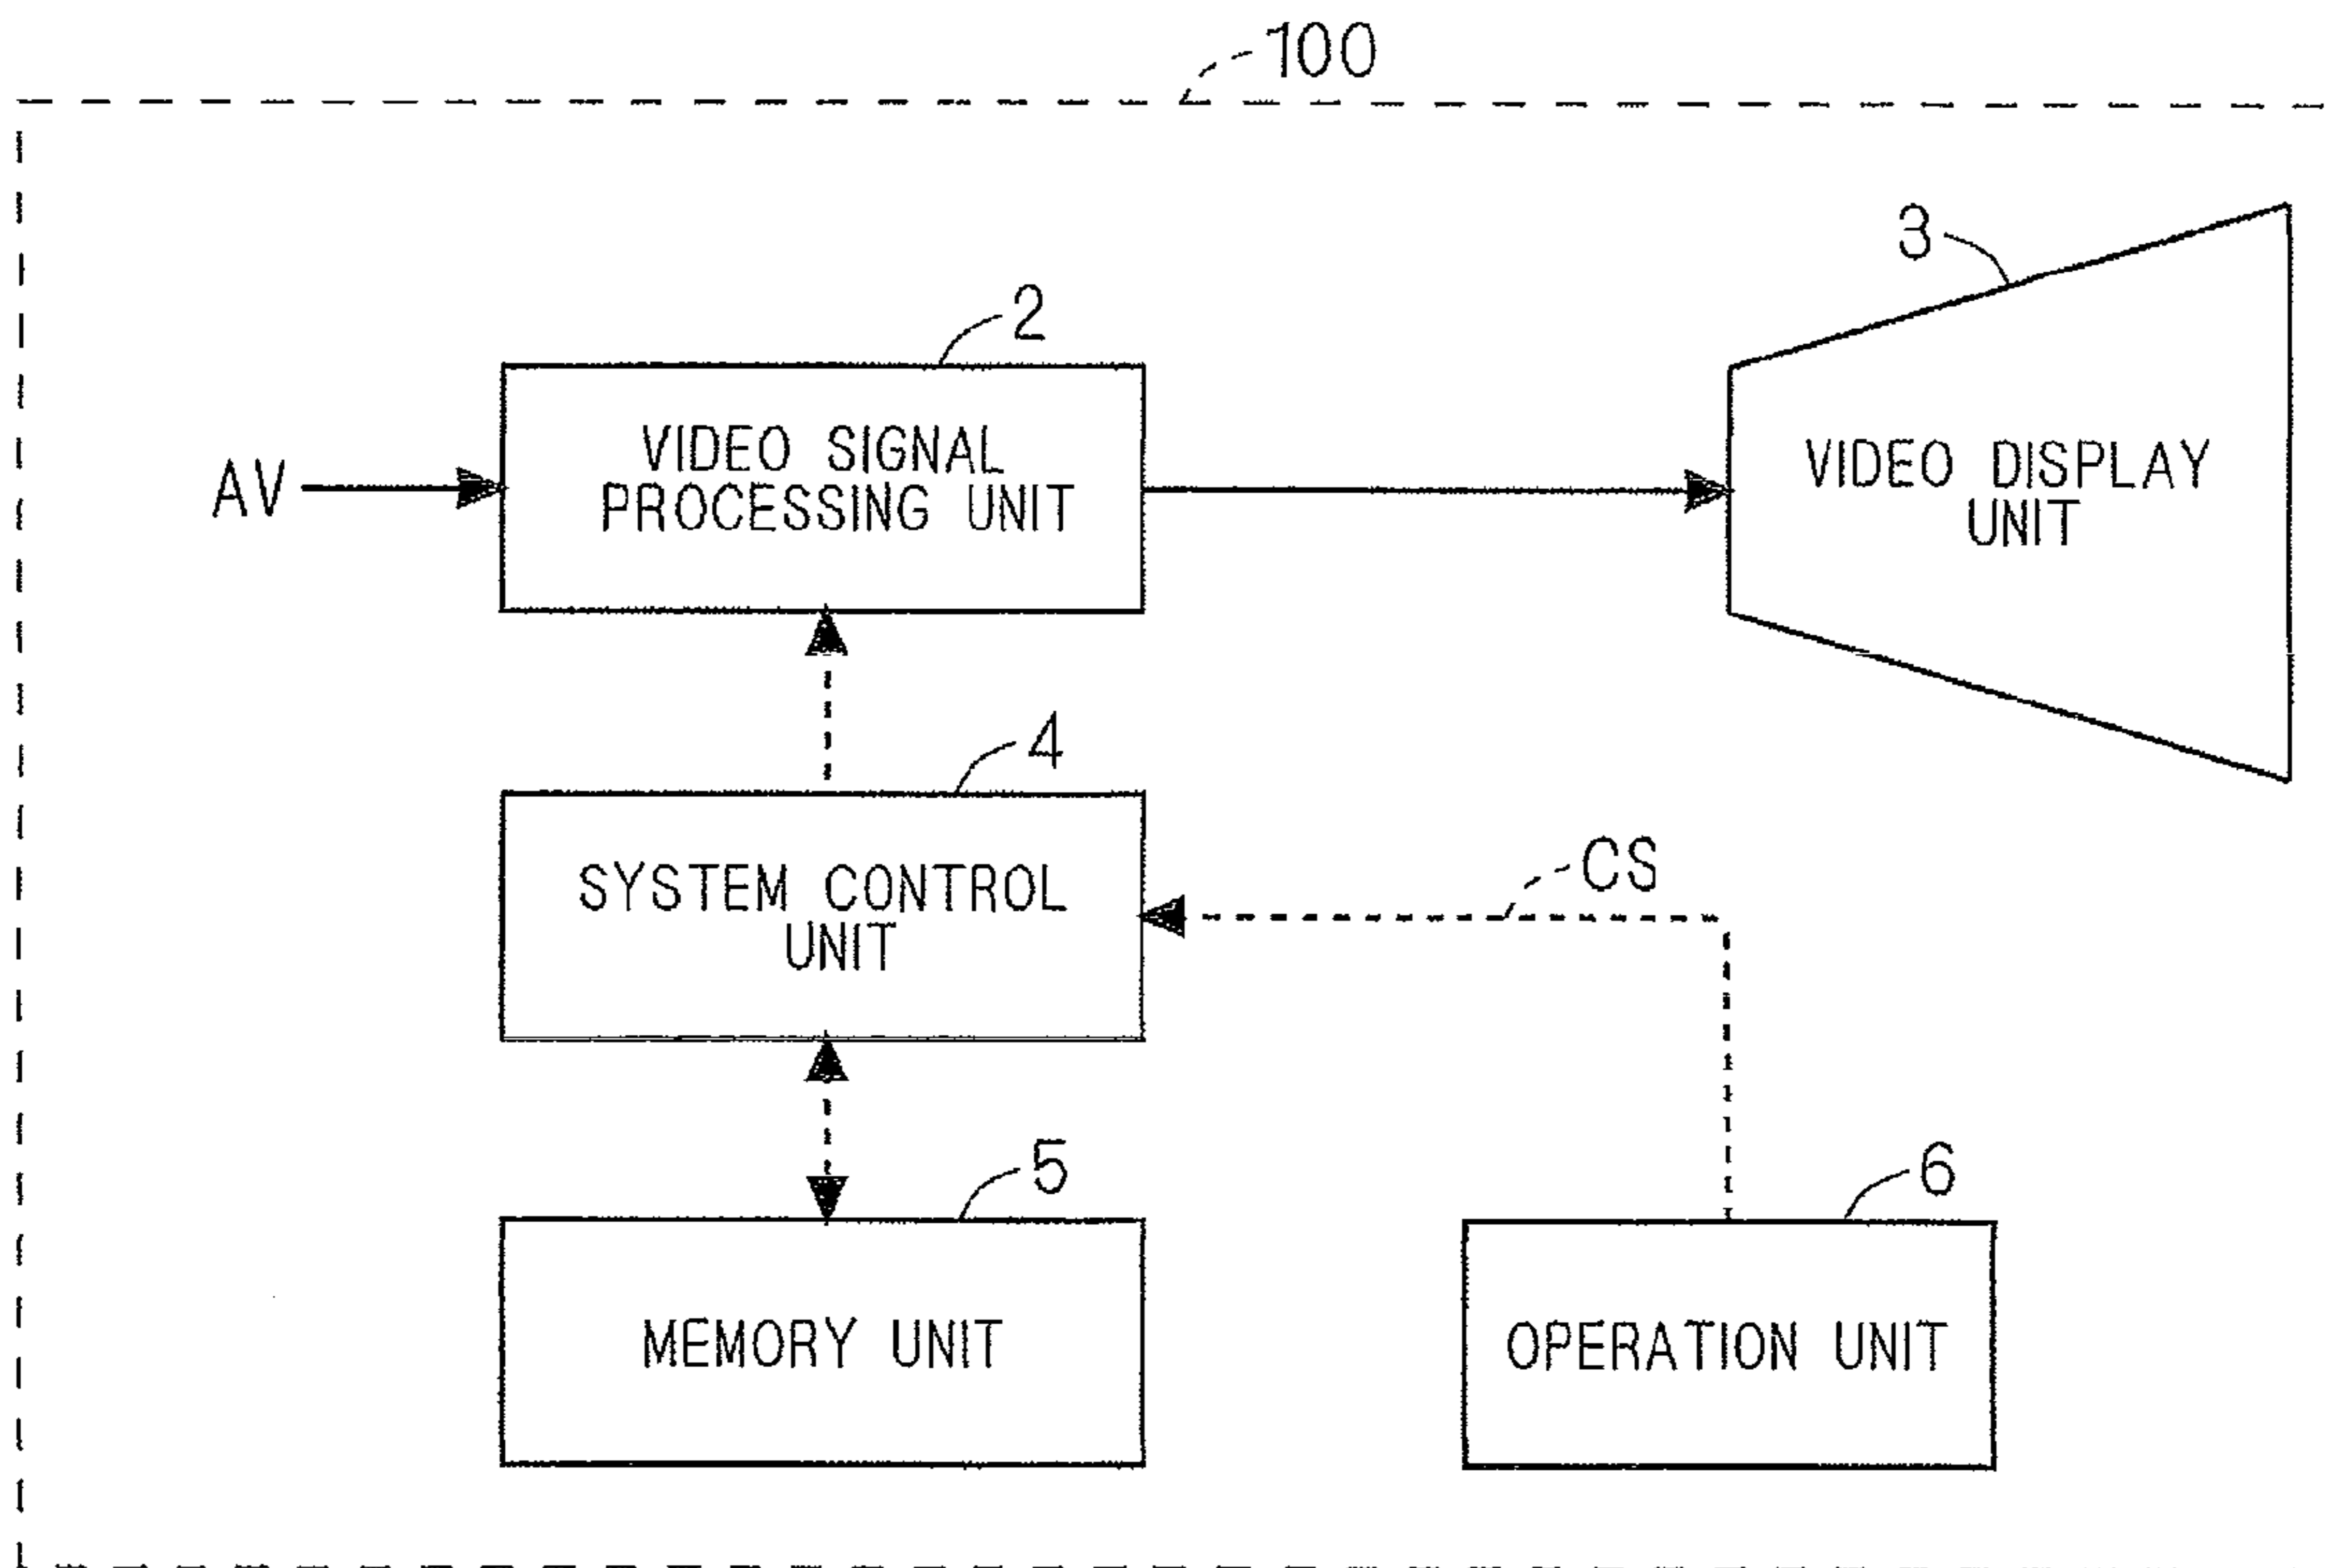 100
3
2
VIDEO SIGNAL
PROCESSING UNIT
AV
VIDEO DISPLAY
UNIT
4
SYSTEM CONTROL
UNIT
CS
5
MEMORY UNIT
6
OPERATION UNIT